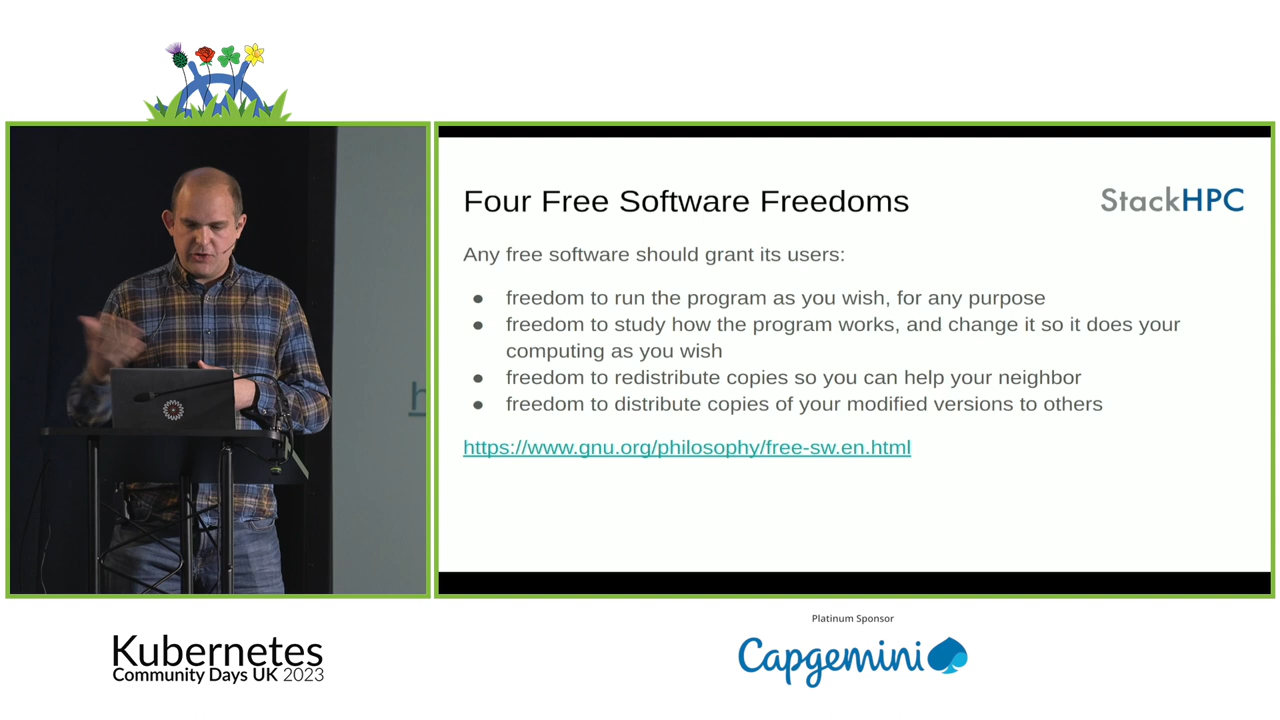 Four Free Software Freedoms
StackHPC
Any free software should grant its users:
● freedom to run the program as you wish, for any purpose
● freedom to study how the program works, and change it so it does your
computing as you wish
● freedom to redistribute copies so you can help your neighbor
● freedom to distribute copies of your modified versions to others
https://www.gnu.org/philosophy/free-sw.en.html
h
Platinum Sponsor
Kubernetes
Community Days UK 2023
Capgemini